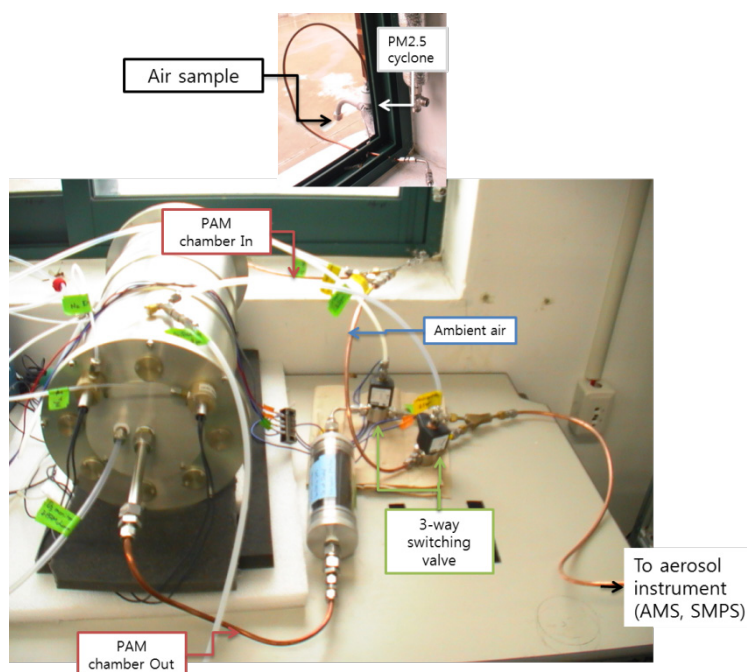 PM2.5
cyclone
Air sample
PAM
chamber In
Ambient air
3-way
switching
valve
To aerosol
instrument
(AMS, SMPS)
PAM
chamber Out